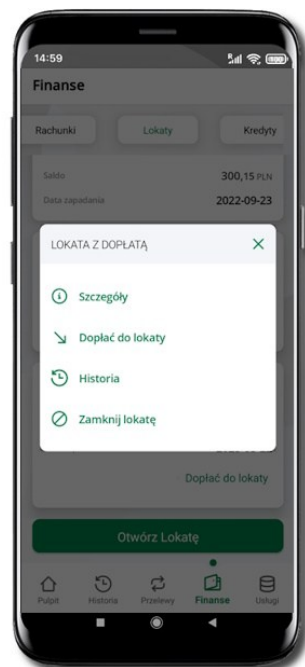 14:59
Finanse
Rachunki
Lokaty
Kredyty
Saldo
300,15 PLN
Data zapadania
2022-09-23
LOKATA Z DOPŁATĄ
Szczegóły
Dopłać do lokaty
Historia
Zamknij lokatę
Dopłać do lokaty
Otwórz Lokatę
Pulpit
Historia
Przelewy
Finanse
Usługi